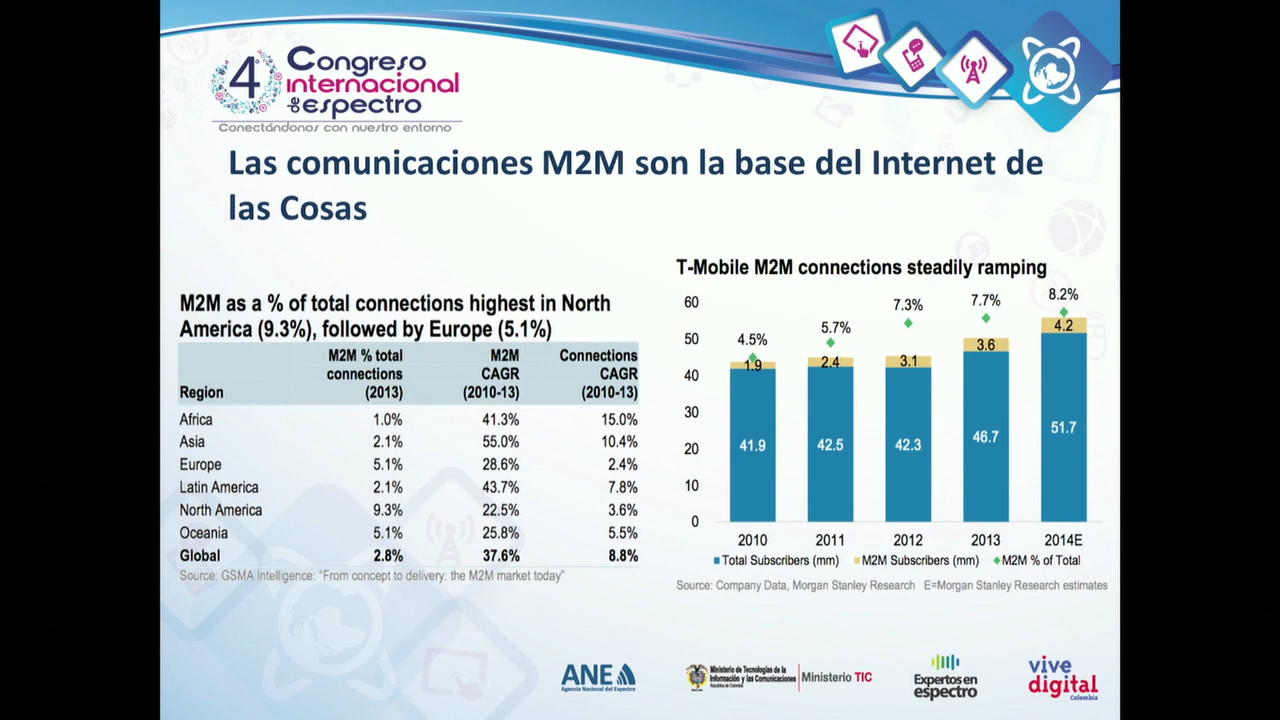 4°
Congreso
internacional
de espectro
Conectándonos con nuestro entorno
Las comunicaciones M2M son la base del Internet de
las Cosas
M2M as a % of total connections highest in North
America (9.3%), followed by Europe (5.1%)
Region M2M % total connections (2013) M2M CAGR (2010-13) Connections CAGR (2010-13)
Africa 1.0% 41.3% 15.0%
Asia 2.1% 55.0% 10.4%
Europe 5.1% 28.6% 2.4%
Latin America 2.1% 43.7% 7.8%
North America 9.3% 22.5% 3.6%
Oceania 5.1% 25.8% 5.5%
Global 2.8% 37.6% 8.8%
Source: GSMA Intelligence: “From concept to delivery: the M2M market today”
T-Mobile M2M connections steadily ramping
60
50
40
30
20
10
0
4.5% 5.7% 7.3% 7.7% 8.2%
1.9 2.4 3.1 3.6 4.2
41.9 42.5 42.3 46.7 51.7
2010 2011 2012 2013 2014E
Total Subscribers (mm) M2M Subscribers (mm) M2M % of Total
Source: Company Data, Morgan Stanley Research E=Morgan Stanley Research estimates
ANE
Agencia Nacional del Espectro
Ministerio de Tecnologías de la
Información y las Comunicaciones
República de Colombia
Ministerio TIC
Expertos en
espectro
vive
digital
Colombia